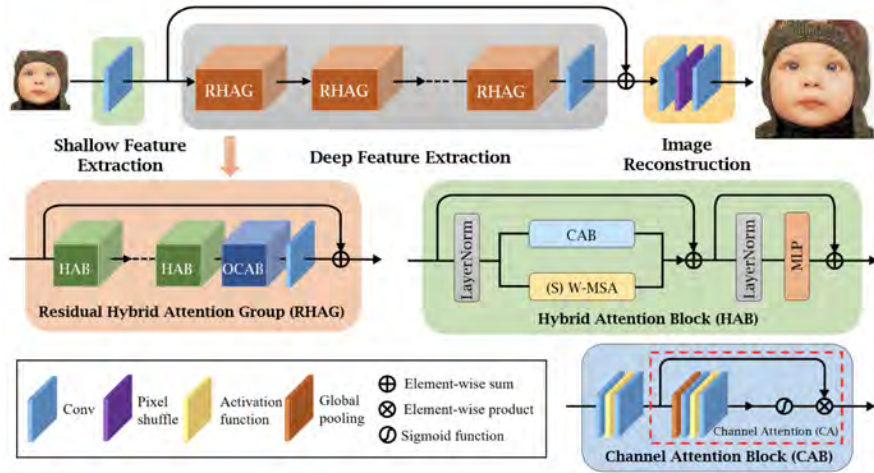 RHAG
RHAG
RHAG
Shallow Feature
Extraction
Deep Feature Extraction
Image
Reconstruction
HAB
HAB
OCAB
Residual Hybrid Attention Group (RHAG)
LayerNorm
CAB
(S) W-MSA
LayerNorm
MLP
Hybrid Attention Block (HAB)
Conv
Pixel
shuffle
Activation
function
Global
pooling
Element-wise sum
Element-wise product
Sigmoid function
Channel Attention (CA)
Channel Attention Block (CAB)